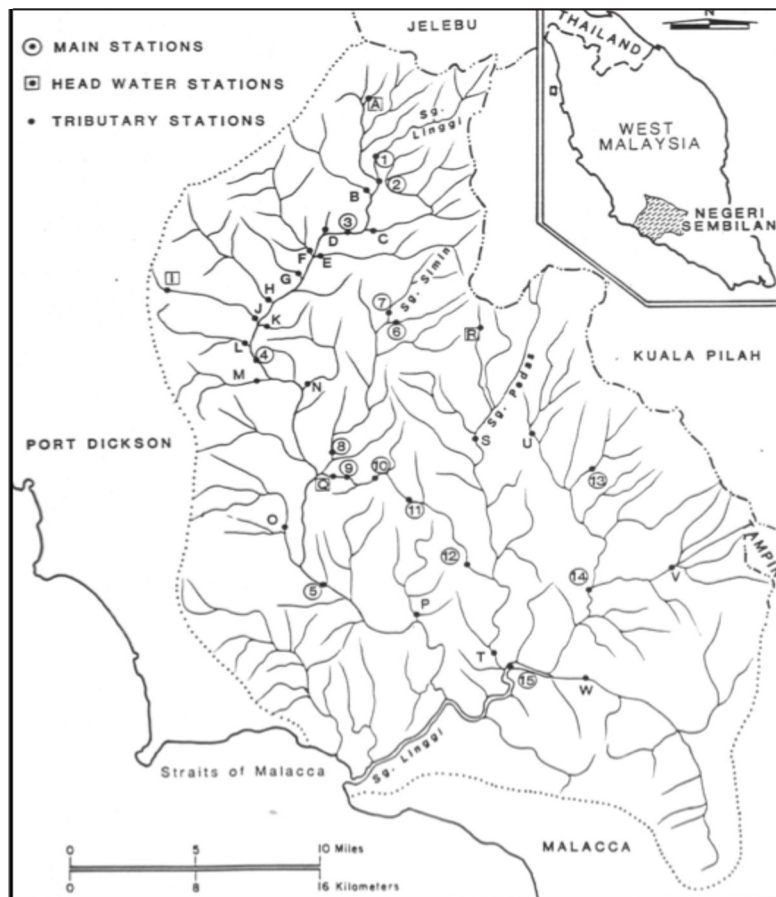 JELEBU
THAILAND
N
MAIN STATIONS
HEAD WATER STATIONS
TRIBUTARY STATIONS
WEST
MALAYSIA
NEGERI
SEMBILAN
A
Sg.
Linggi
1
B
2
3
D
C
F
E
G
Sg. Simin
I
H
7
J
K
6
R
L
4
KUALA PILAH
M
N
Sg. Pedas
PORT DICKSON
S
U
8
Q
9
10
13
11
O
12
V
5
14
P
T
15
W
Sg. Linggi
Straits of Malacca
MALACCA
0
5
10 Miles
0
8
16 Kilometers